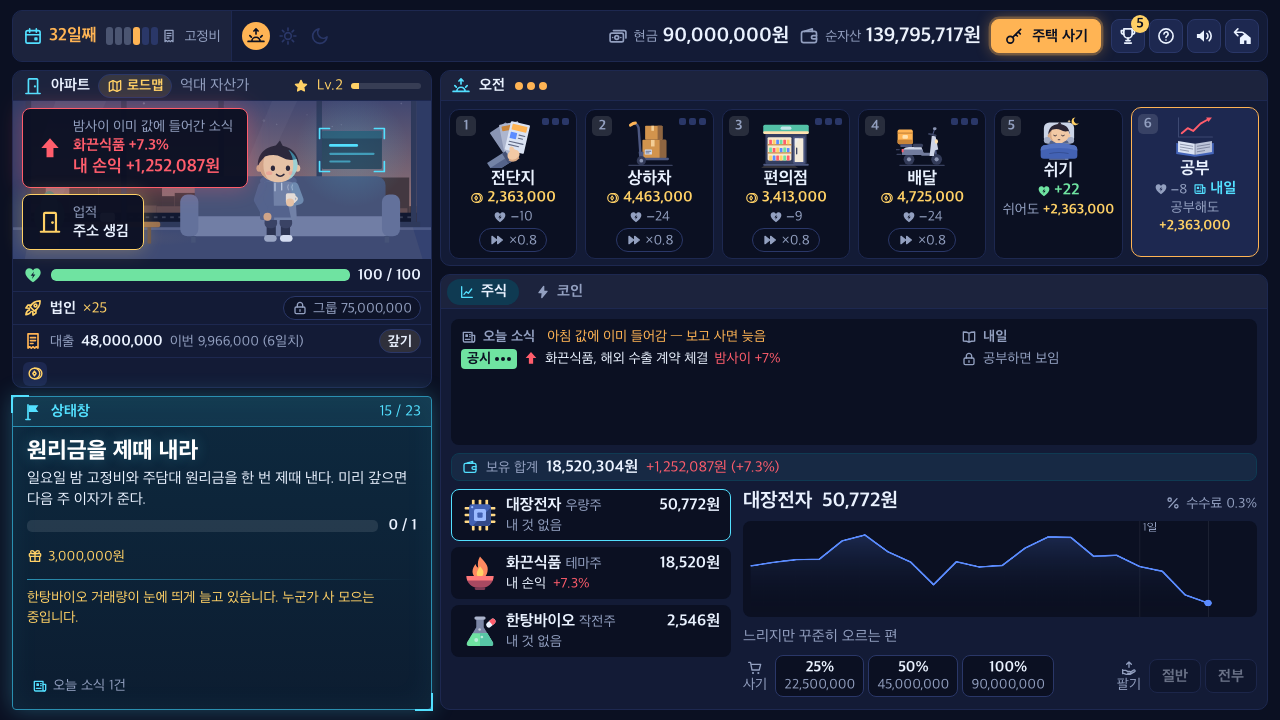 32일째
고정비
현금 90,000,000원
순자산 139,795,717원
주택 사기
5
아파트
로드맵
억대 자산가
Lv.2
밤사이 이미 값에 들어간 소식
화끈식품 +7.3%
내 손익 +1,252,087원
업적
주소 생김
100 / 100
법인 ×25
그룹 75,000,000
대출 48,000,000 이번 9,966,000 (6일치)
갚기
상태창
15 / 23
원리금을 제때 내라
일요일 밤 고정비와 주담대 원리금을 한 번 제때 낸다. 미리 갚으면
다음 주 이자가 준다.
0 / 1
3,000,000원
한탕바이오 거래량이 눈에 띄게 늘고 있습니다. 누군가 사 모으는
중입니다.
오늘 소식 1건
오전
1
전단지
2,363,000
−10
×0.8
2
상하차
4,463,000
−24
×0.8
3
편의점
3,413,000
−9
×0.8
4
배달
4,725,000
−24
×0.8
5
쉬기
+22
쉬어도 +2,363,000
6
공부
−8 내일
공부해도
+2,363,000
주식
코인
오늘 소식 아침 값에 이미 들어감 — 보고 사면 늦음
공시 화끈식품, 해외 수출 계약 체결 밤사이 +7%
내일
공부하면 보임
보유 합계 18,520,304원 +1,252,087원 (+7.3%)
대장전자 우량주 50,772원
내 것 없음
화끈식품 테마주 18,520원
내 손익 +7.3%
한탕바이오 작전주 2,546원
내 것 없음
대장전자 50,772원
수수료 0.3%
1일
느리지만 꾸준히 오르는 편
사기
25%
22,500,000
50%
45,000,000
100%
90,000,000
팔기
절반
전부